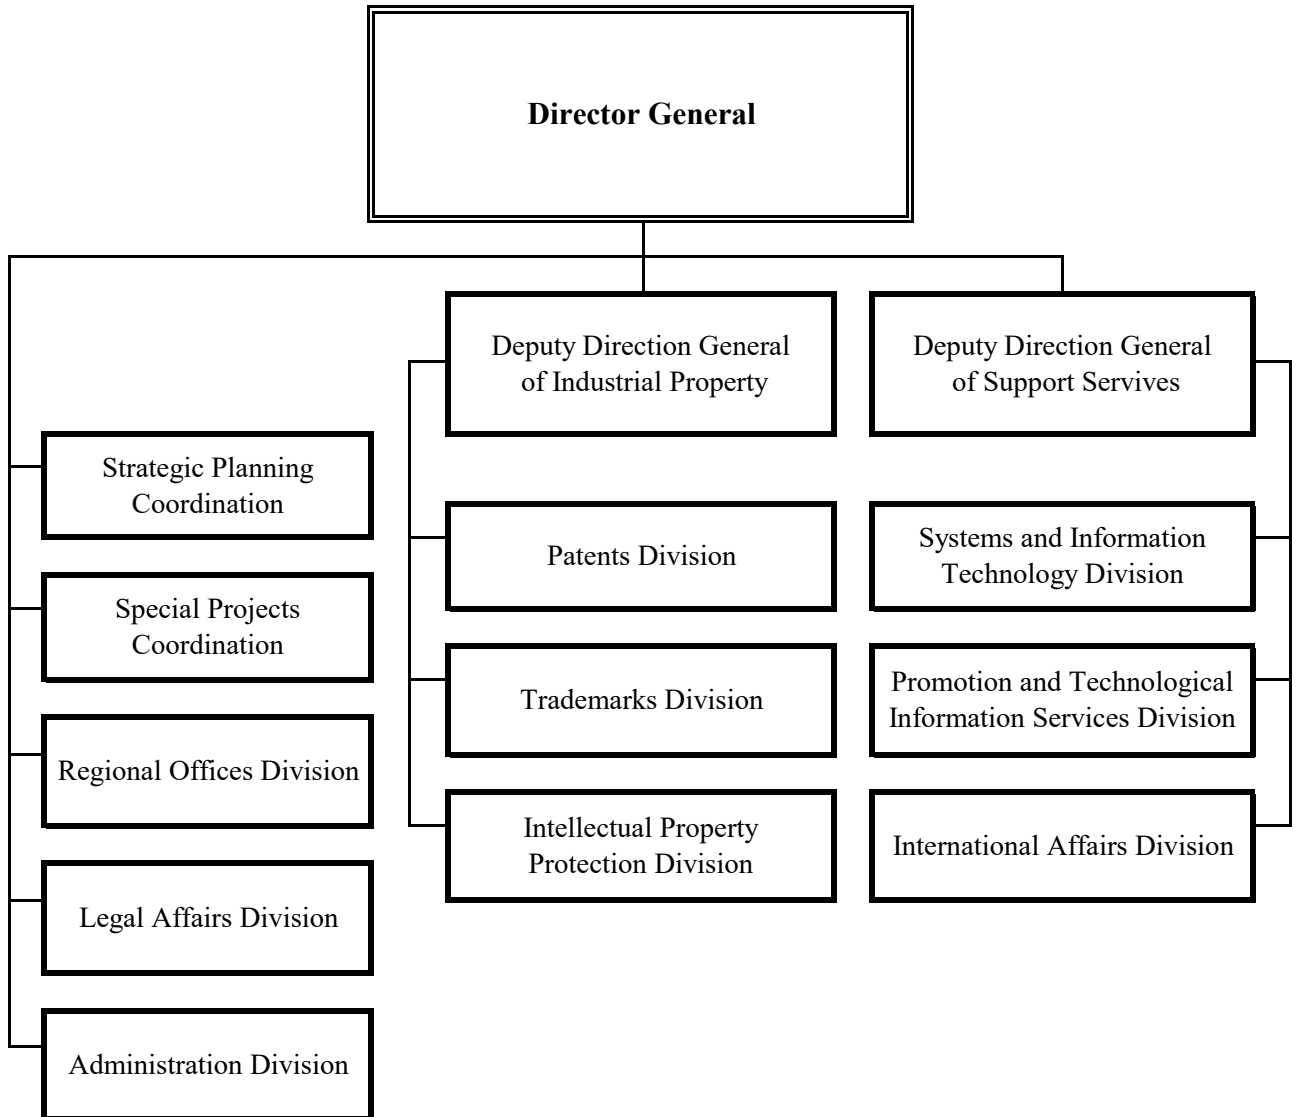 Director General
Deputy Direction General
of Industrial Property
Deputy Direction General
of Support Servives
Strategic Planning
Coordination
Special Projects
Coordination
Regional Offices Division
Legal Affairs Division
Administration Division
Patents Division
Trademarks Division
Intellectual Property
Protection Division
Systems and Information
Technology Division
Promotion and Technological
Information Services Division
International Affairs Division